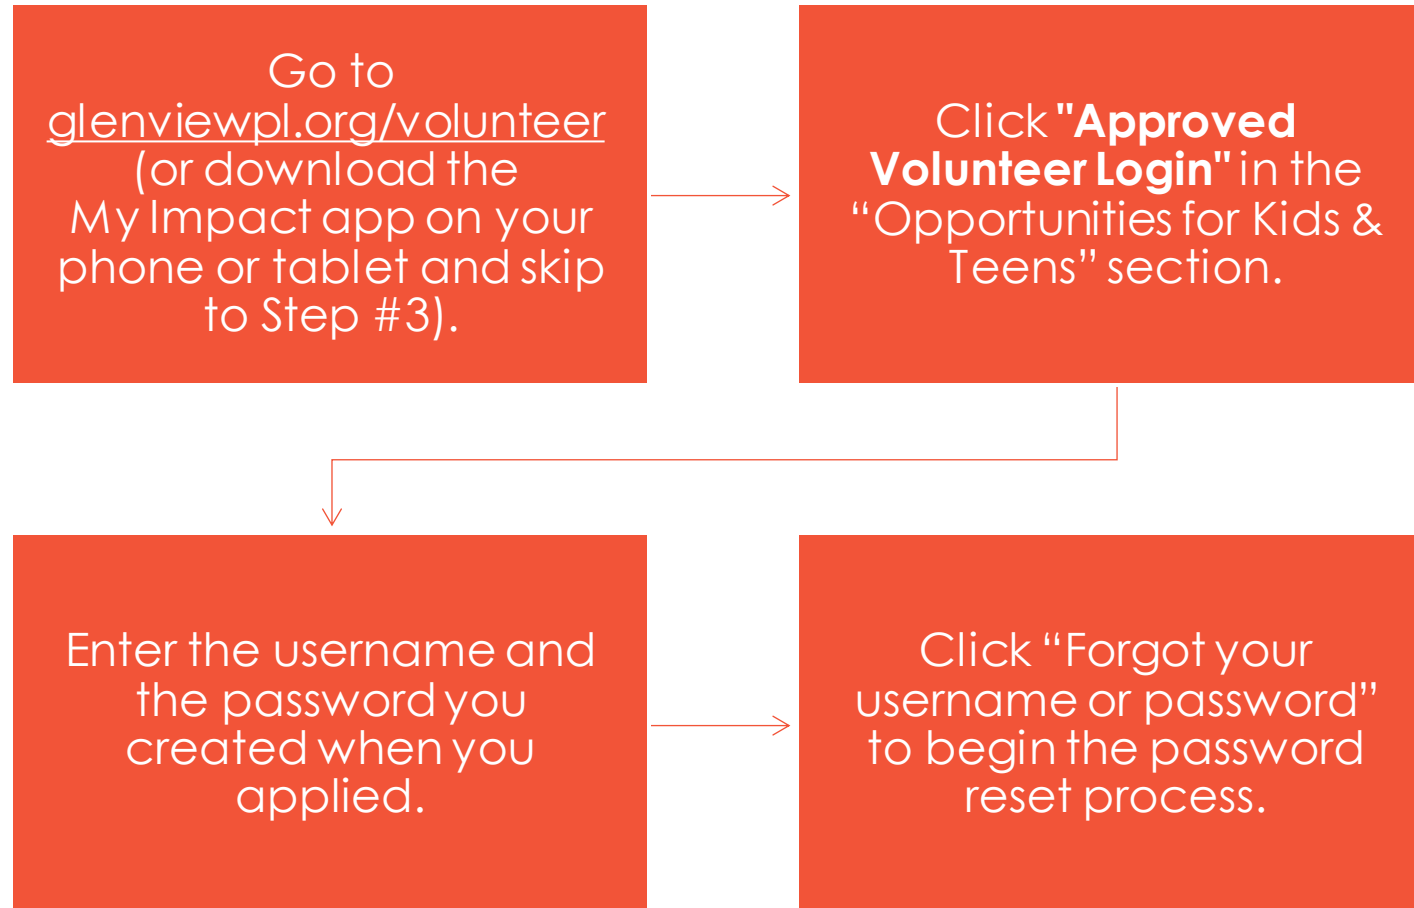 Go to
glenviewpl.org/volunteer
(or download the
My Impact app on your
phone or tablet and skip
to Step #3).
Click "Approved
Volunteer Login" in the
“Opportunities for Kids &
Teens” section.
Enter the username and
the password you
created when you
applied.
Click “Forgot your
username or password”
to begin the password
reset process.